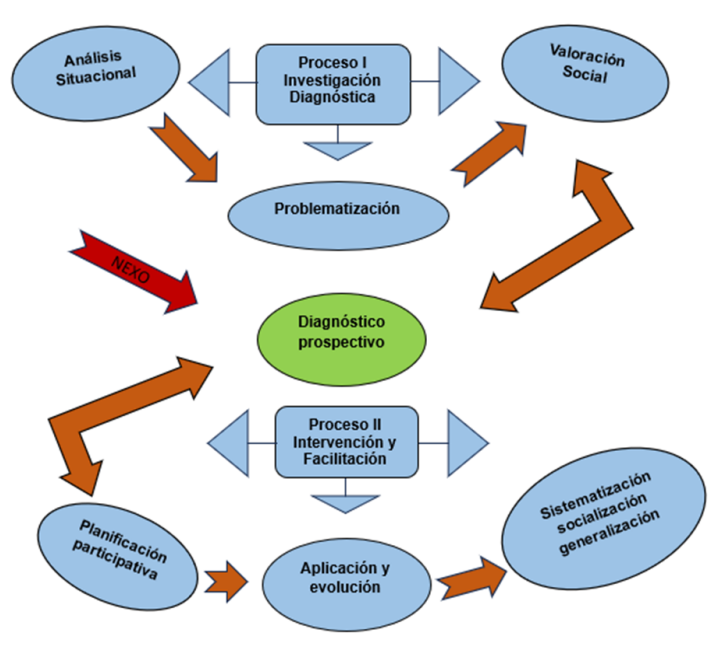 Análisis
Situacional
Proceso I
Investigación
Diagnóstica
Valoración
Social
Problematización
NEXO
Diagnóstico
prospectivo
Proceso II
Intervención y
Facilitación
Planificación
participativa
Aplicación y
evolución
Sistematización
socialización
generalización